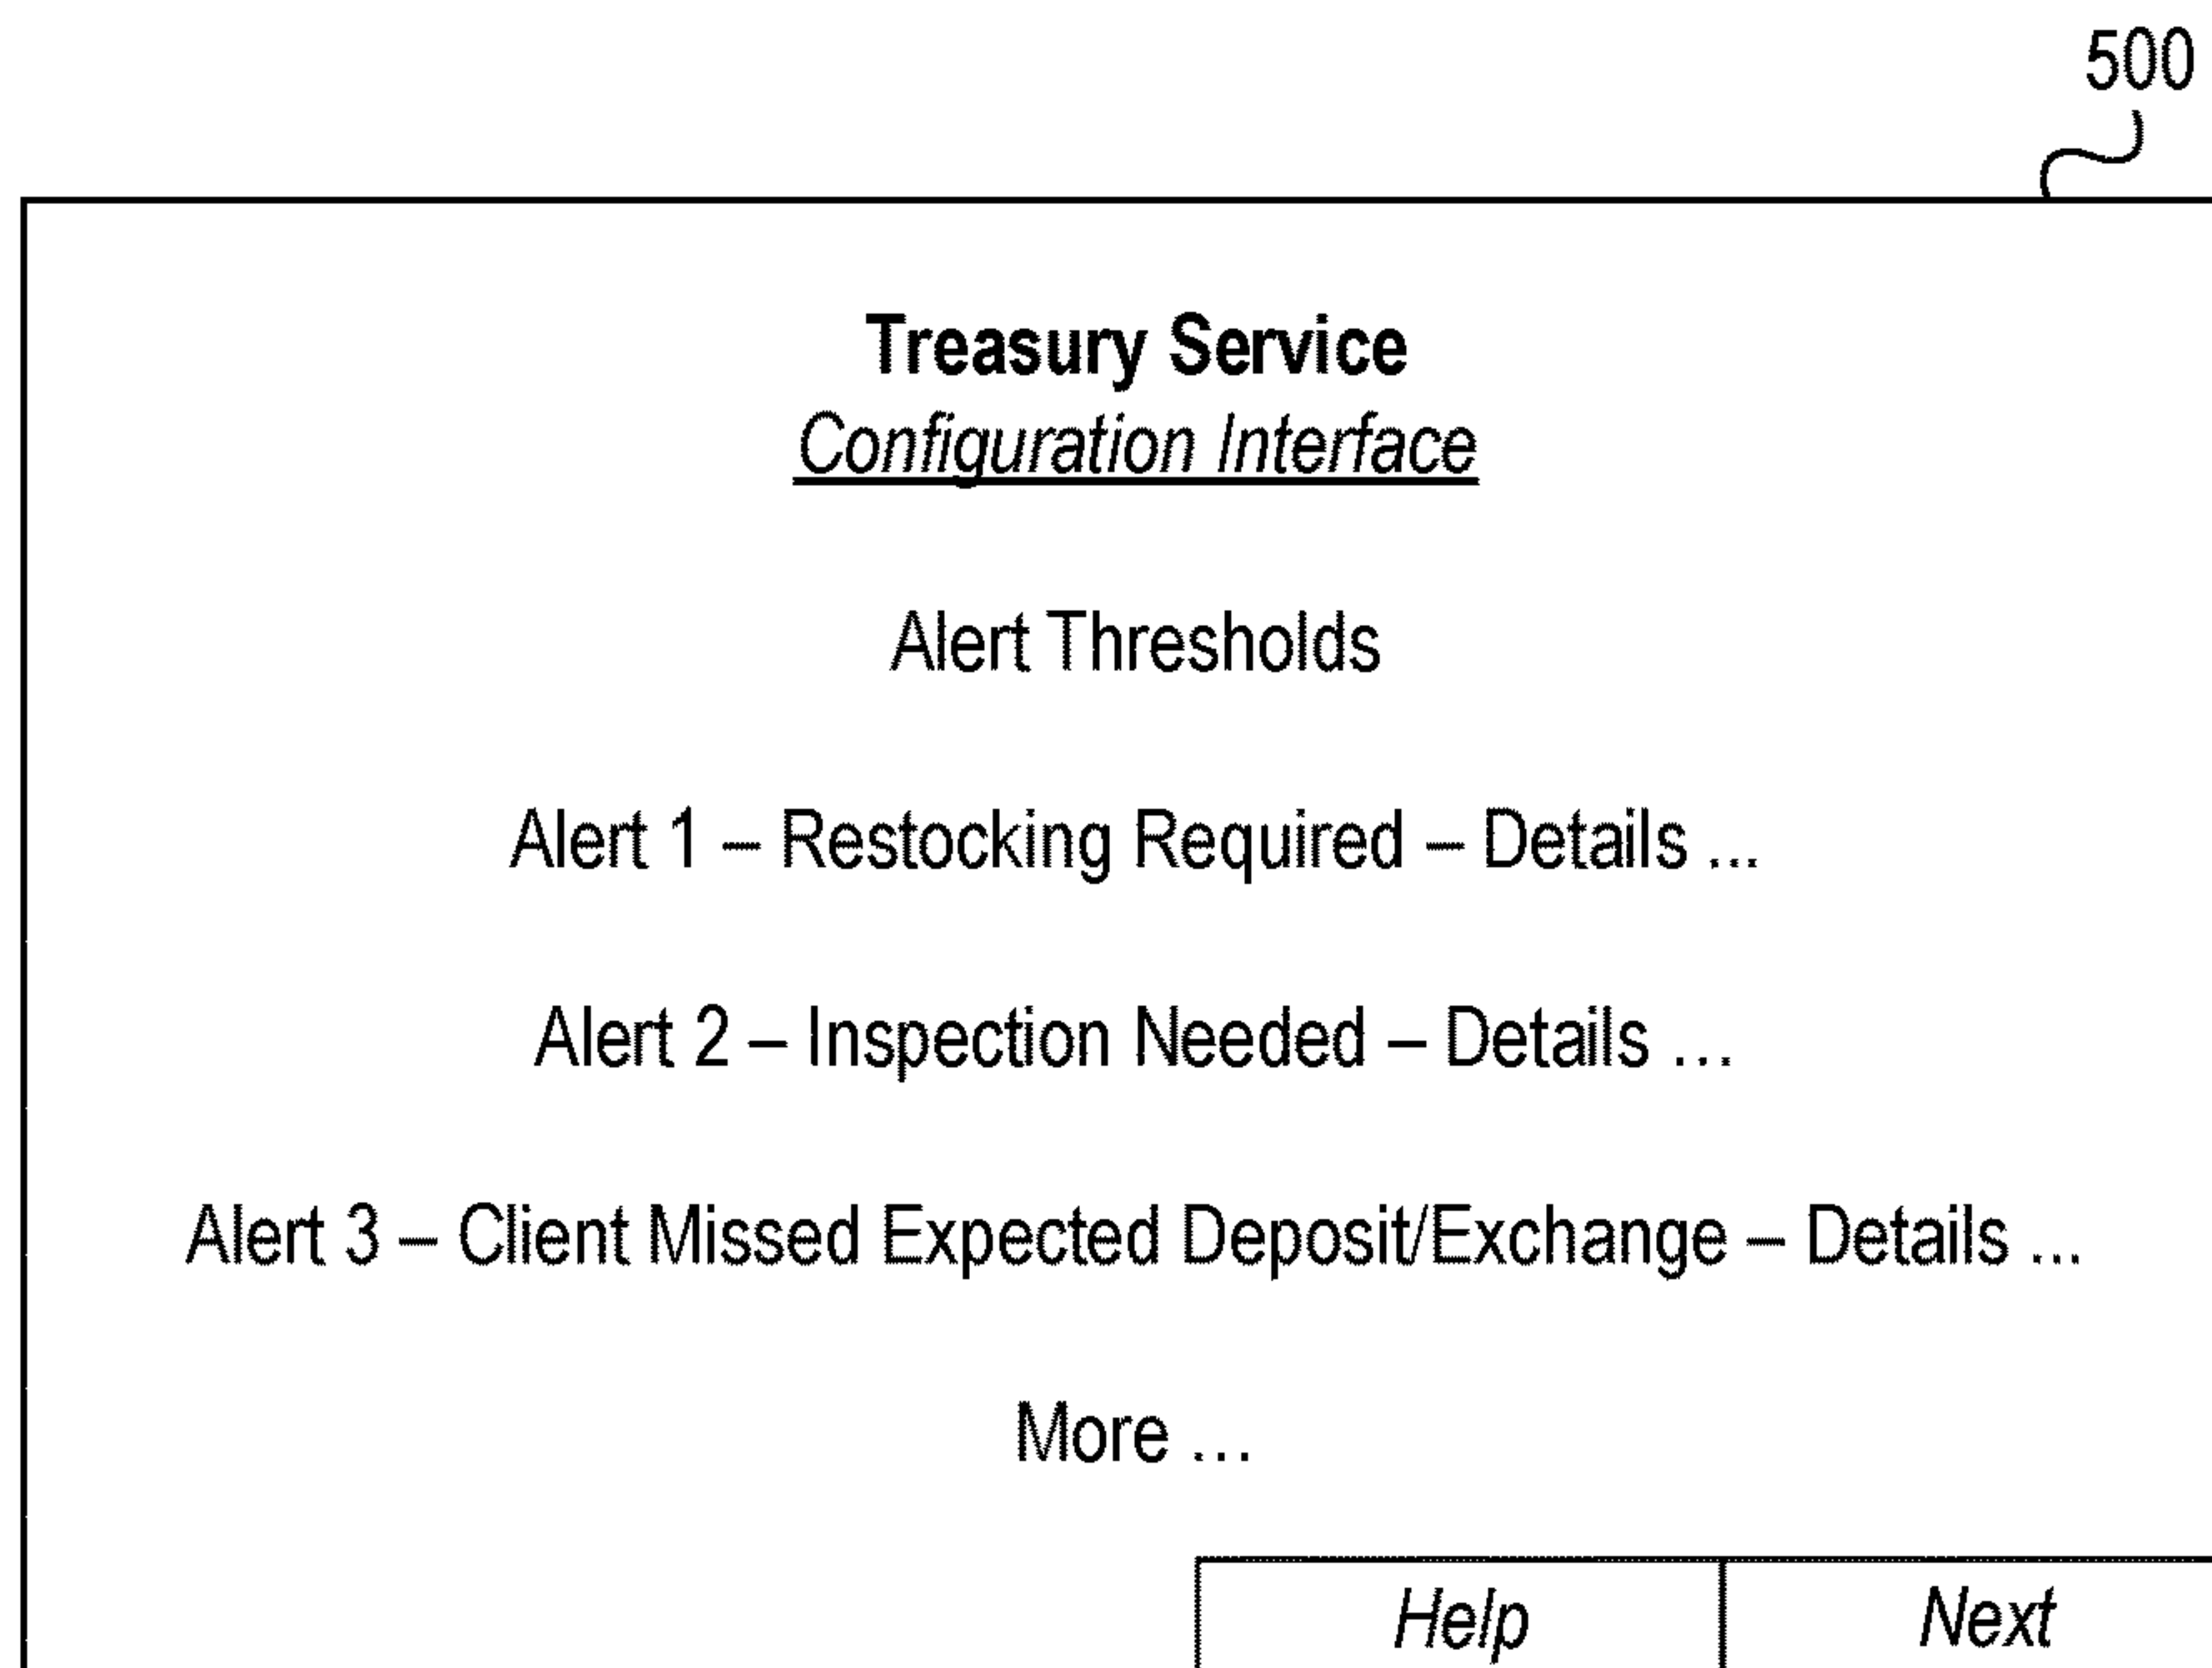 500
Treasury Service
Configuration Interface
Alert Thresholds
Alert 1 – Restocking Required – Details ...
Alert 2 – Inspection Needed – Details ...
Alert 3 – Client Missed Expected Deposit/Exchange – Details ...
More ...
Help Next